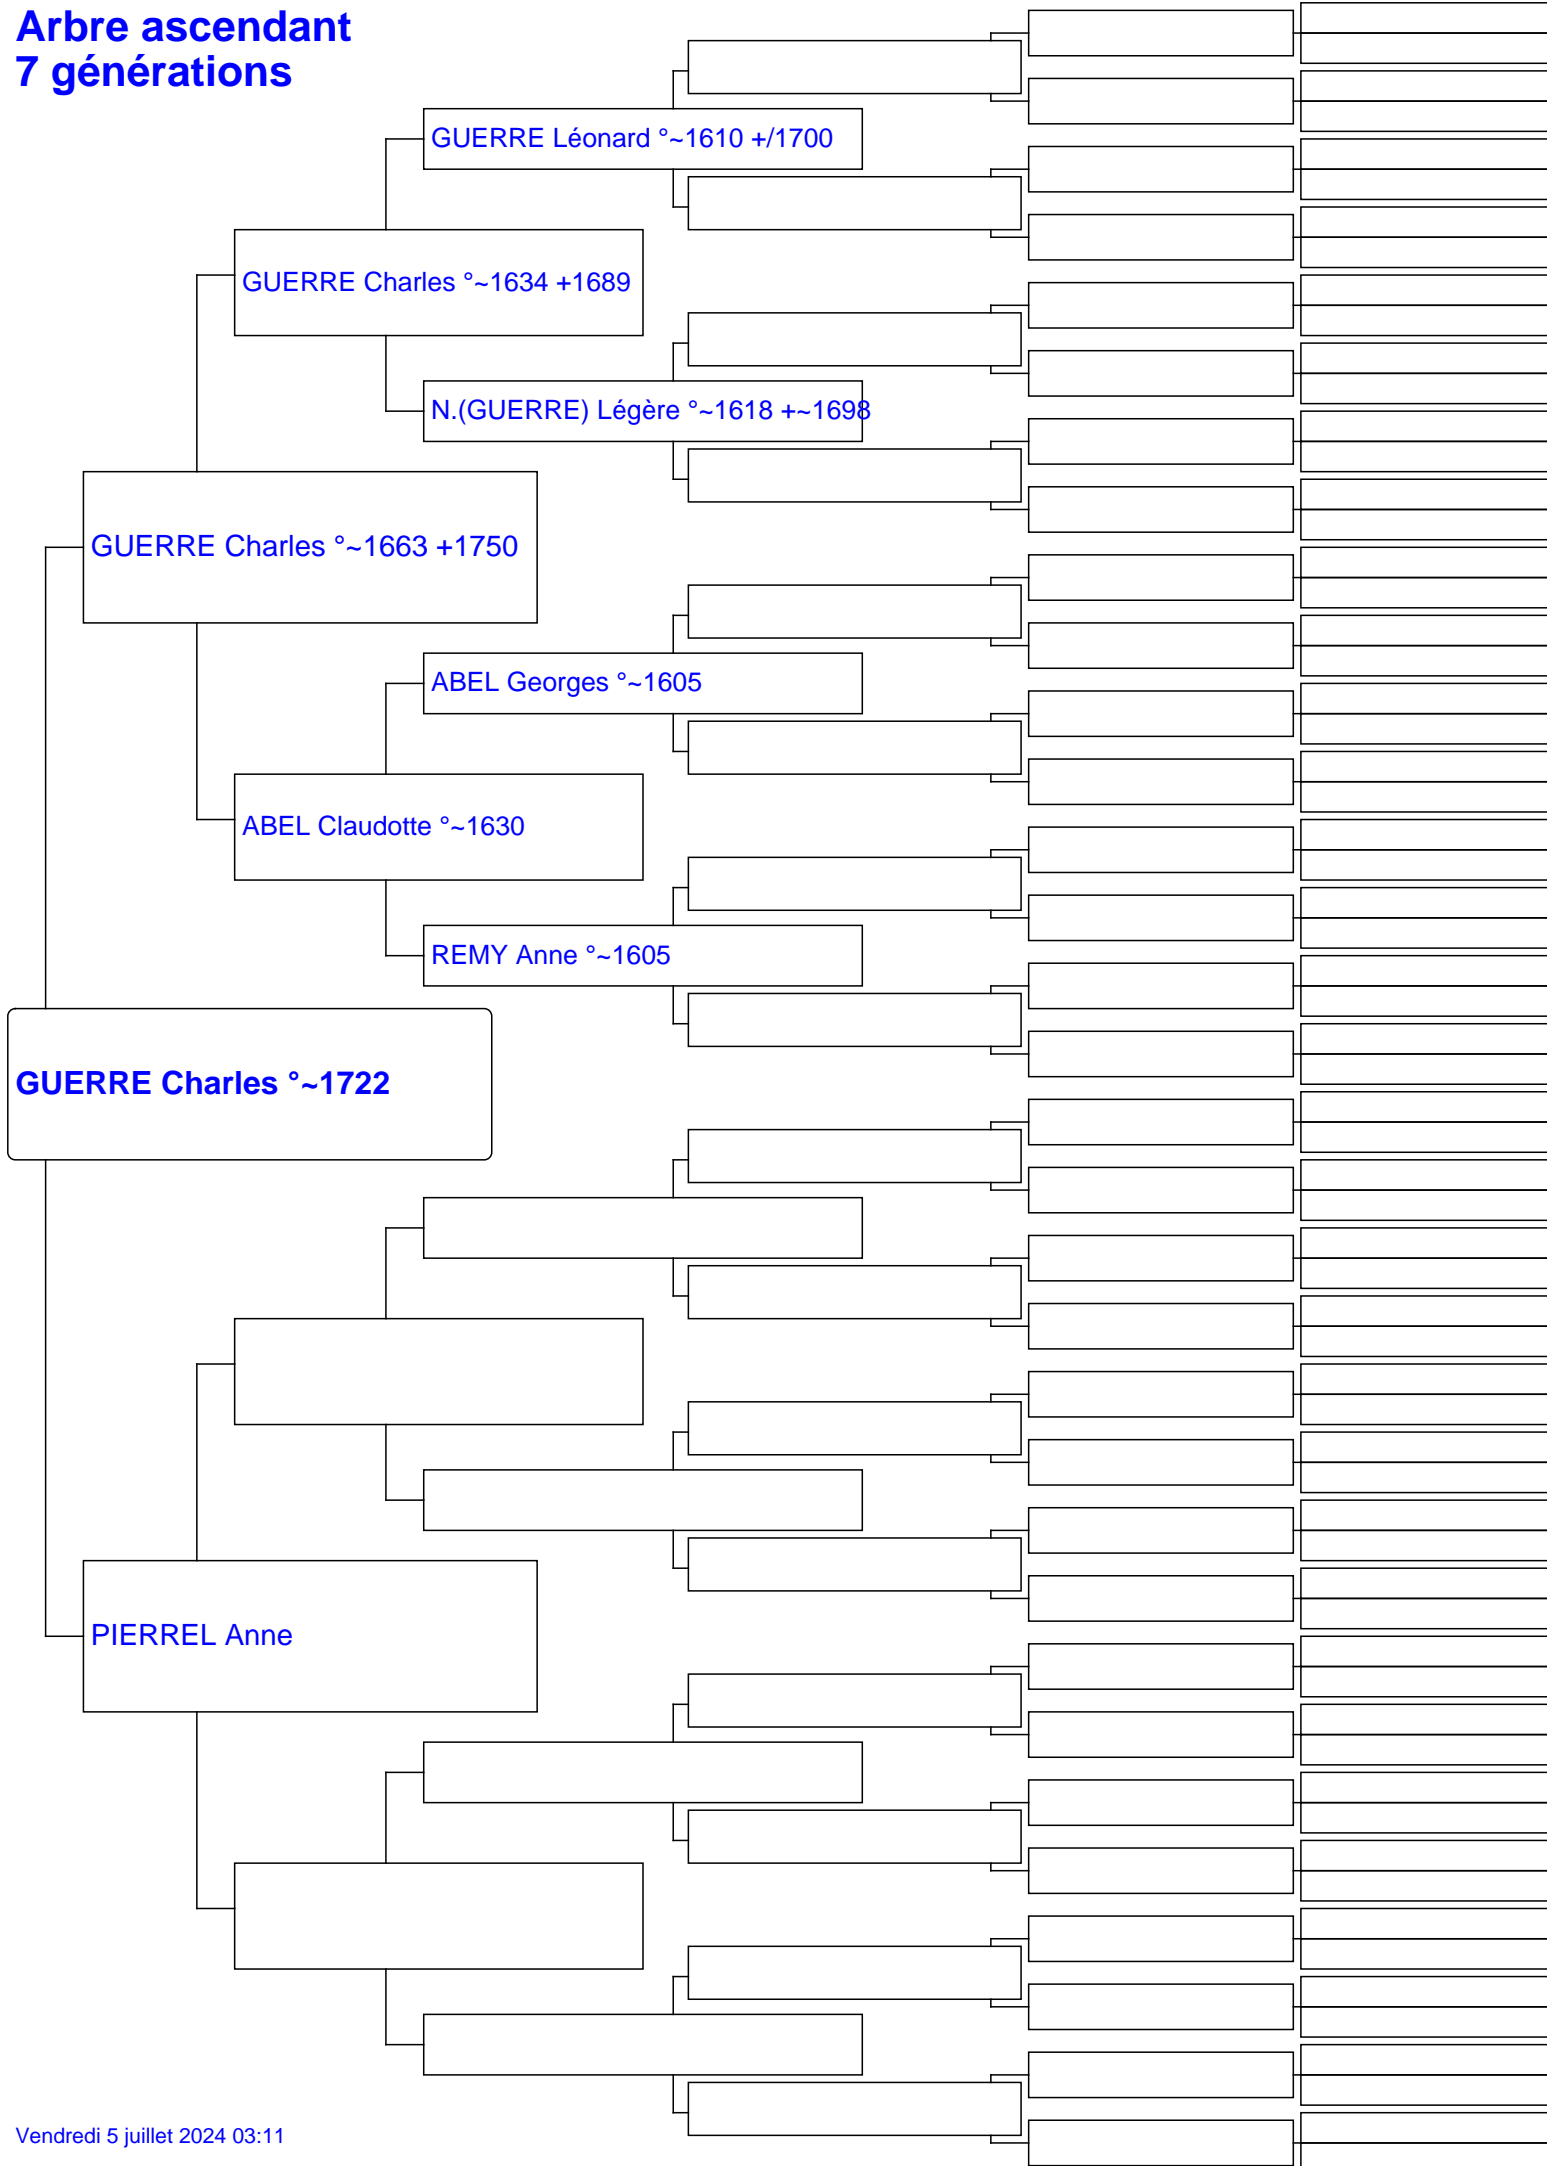 Arbre ascendant
7 générations
GUERRE Léonard °~1610 +/1700
GUERRE Charles °~1634 +1689
N.(GUERRE) Légère °~1618 +~1698
GUERRE Charles °~1663 +1750
ABEL Georges °~1605
ABEL Claudotte °~1630
REMY Anne °~1605
GUERRE Charles °~1722
PIERREL Anne
Vendredi 5 juillet 2024 03:11